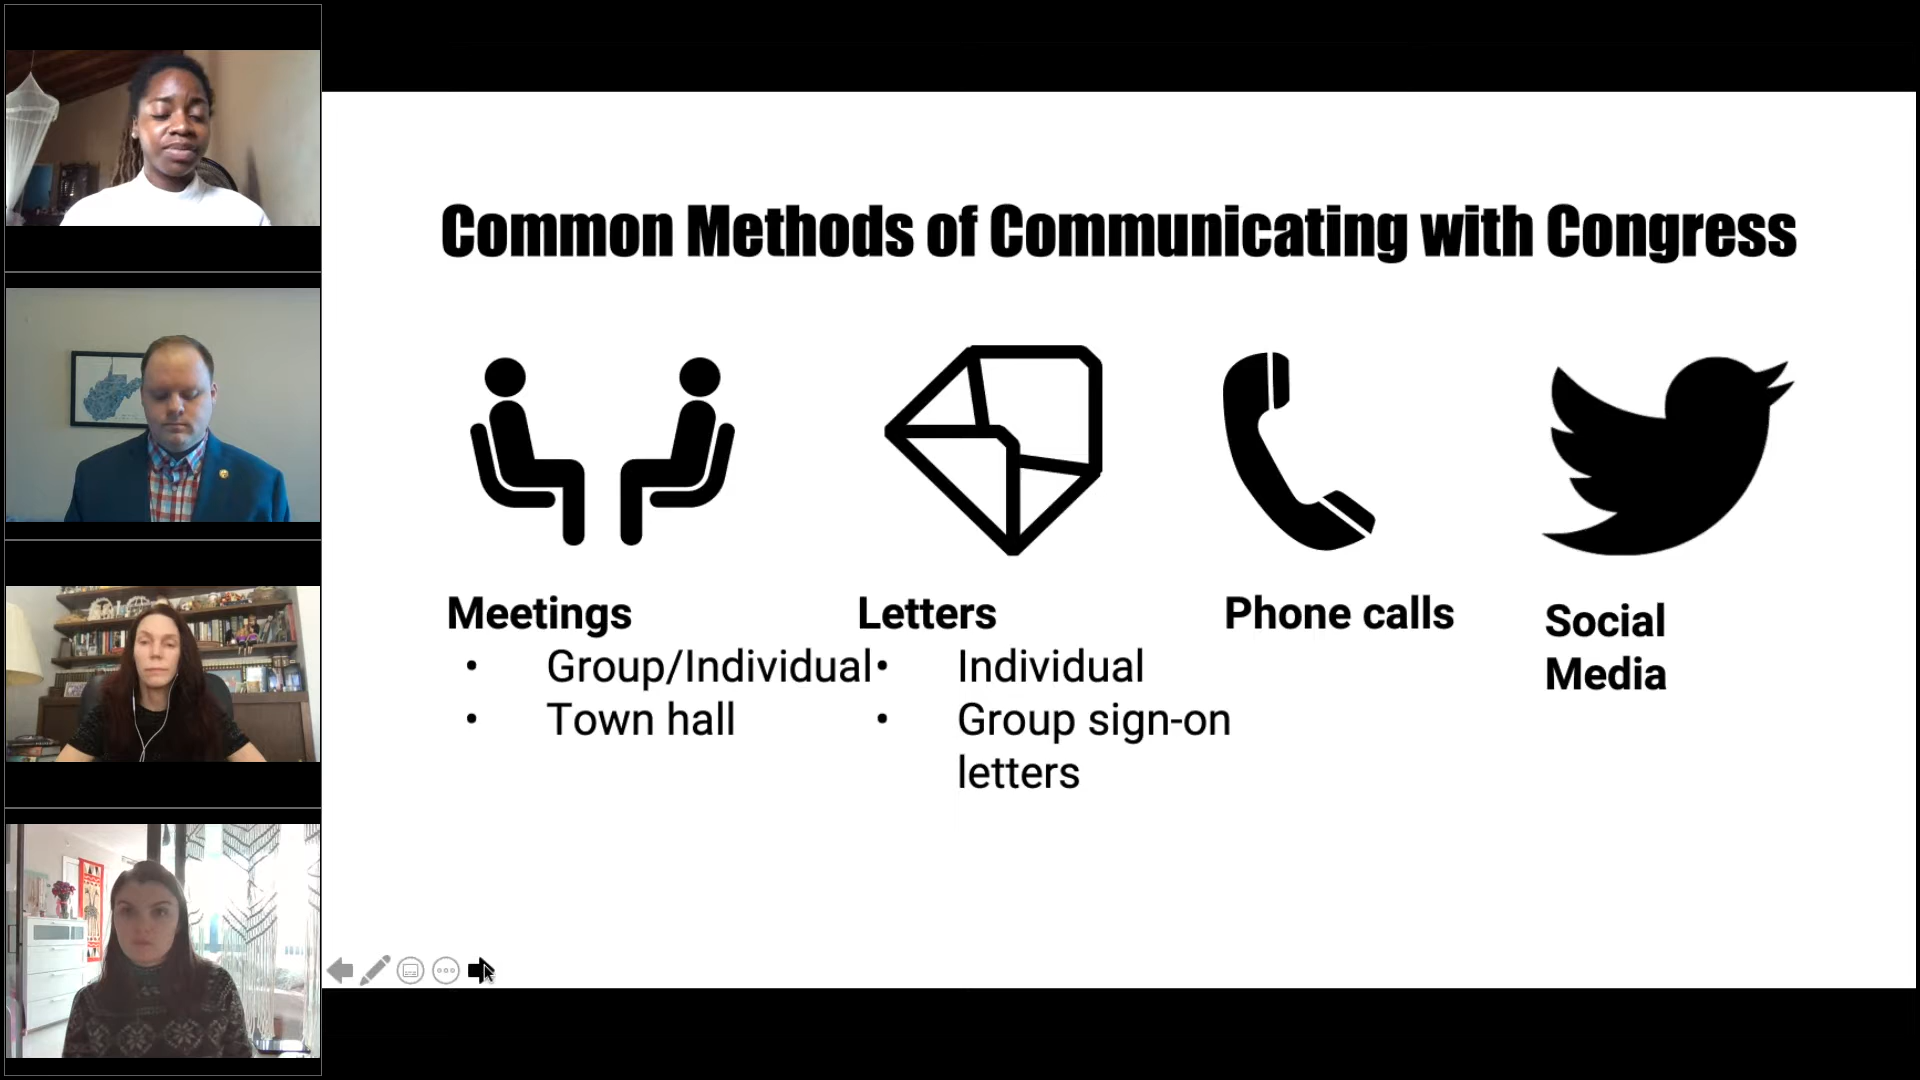 Common Methods of Communicating with Congress
Meetings
• Group/Individual
• Town hall
Letters
• Individual
• Group sign-on
letters
Phone calls
Social
Media